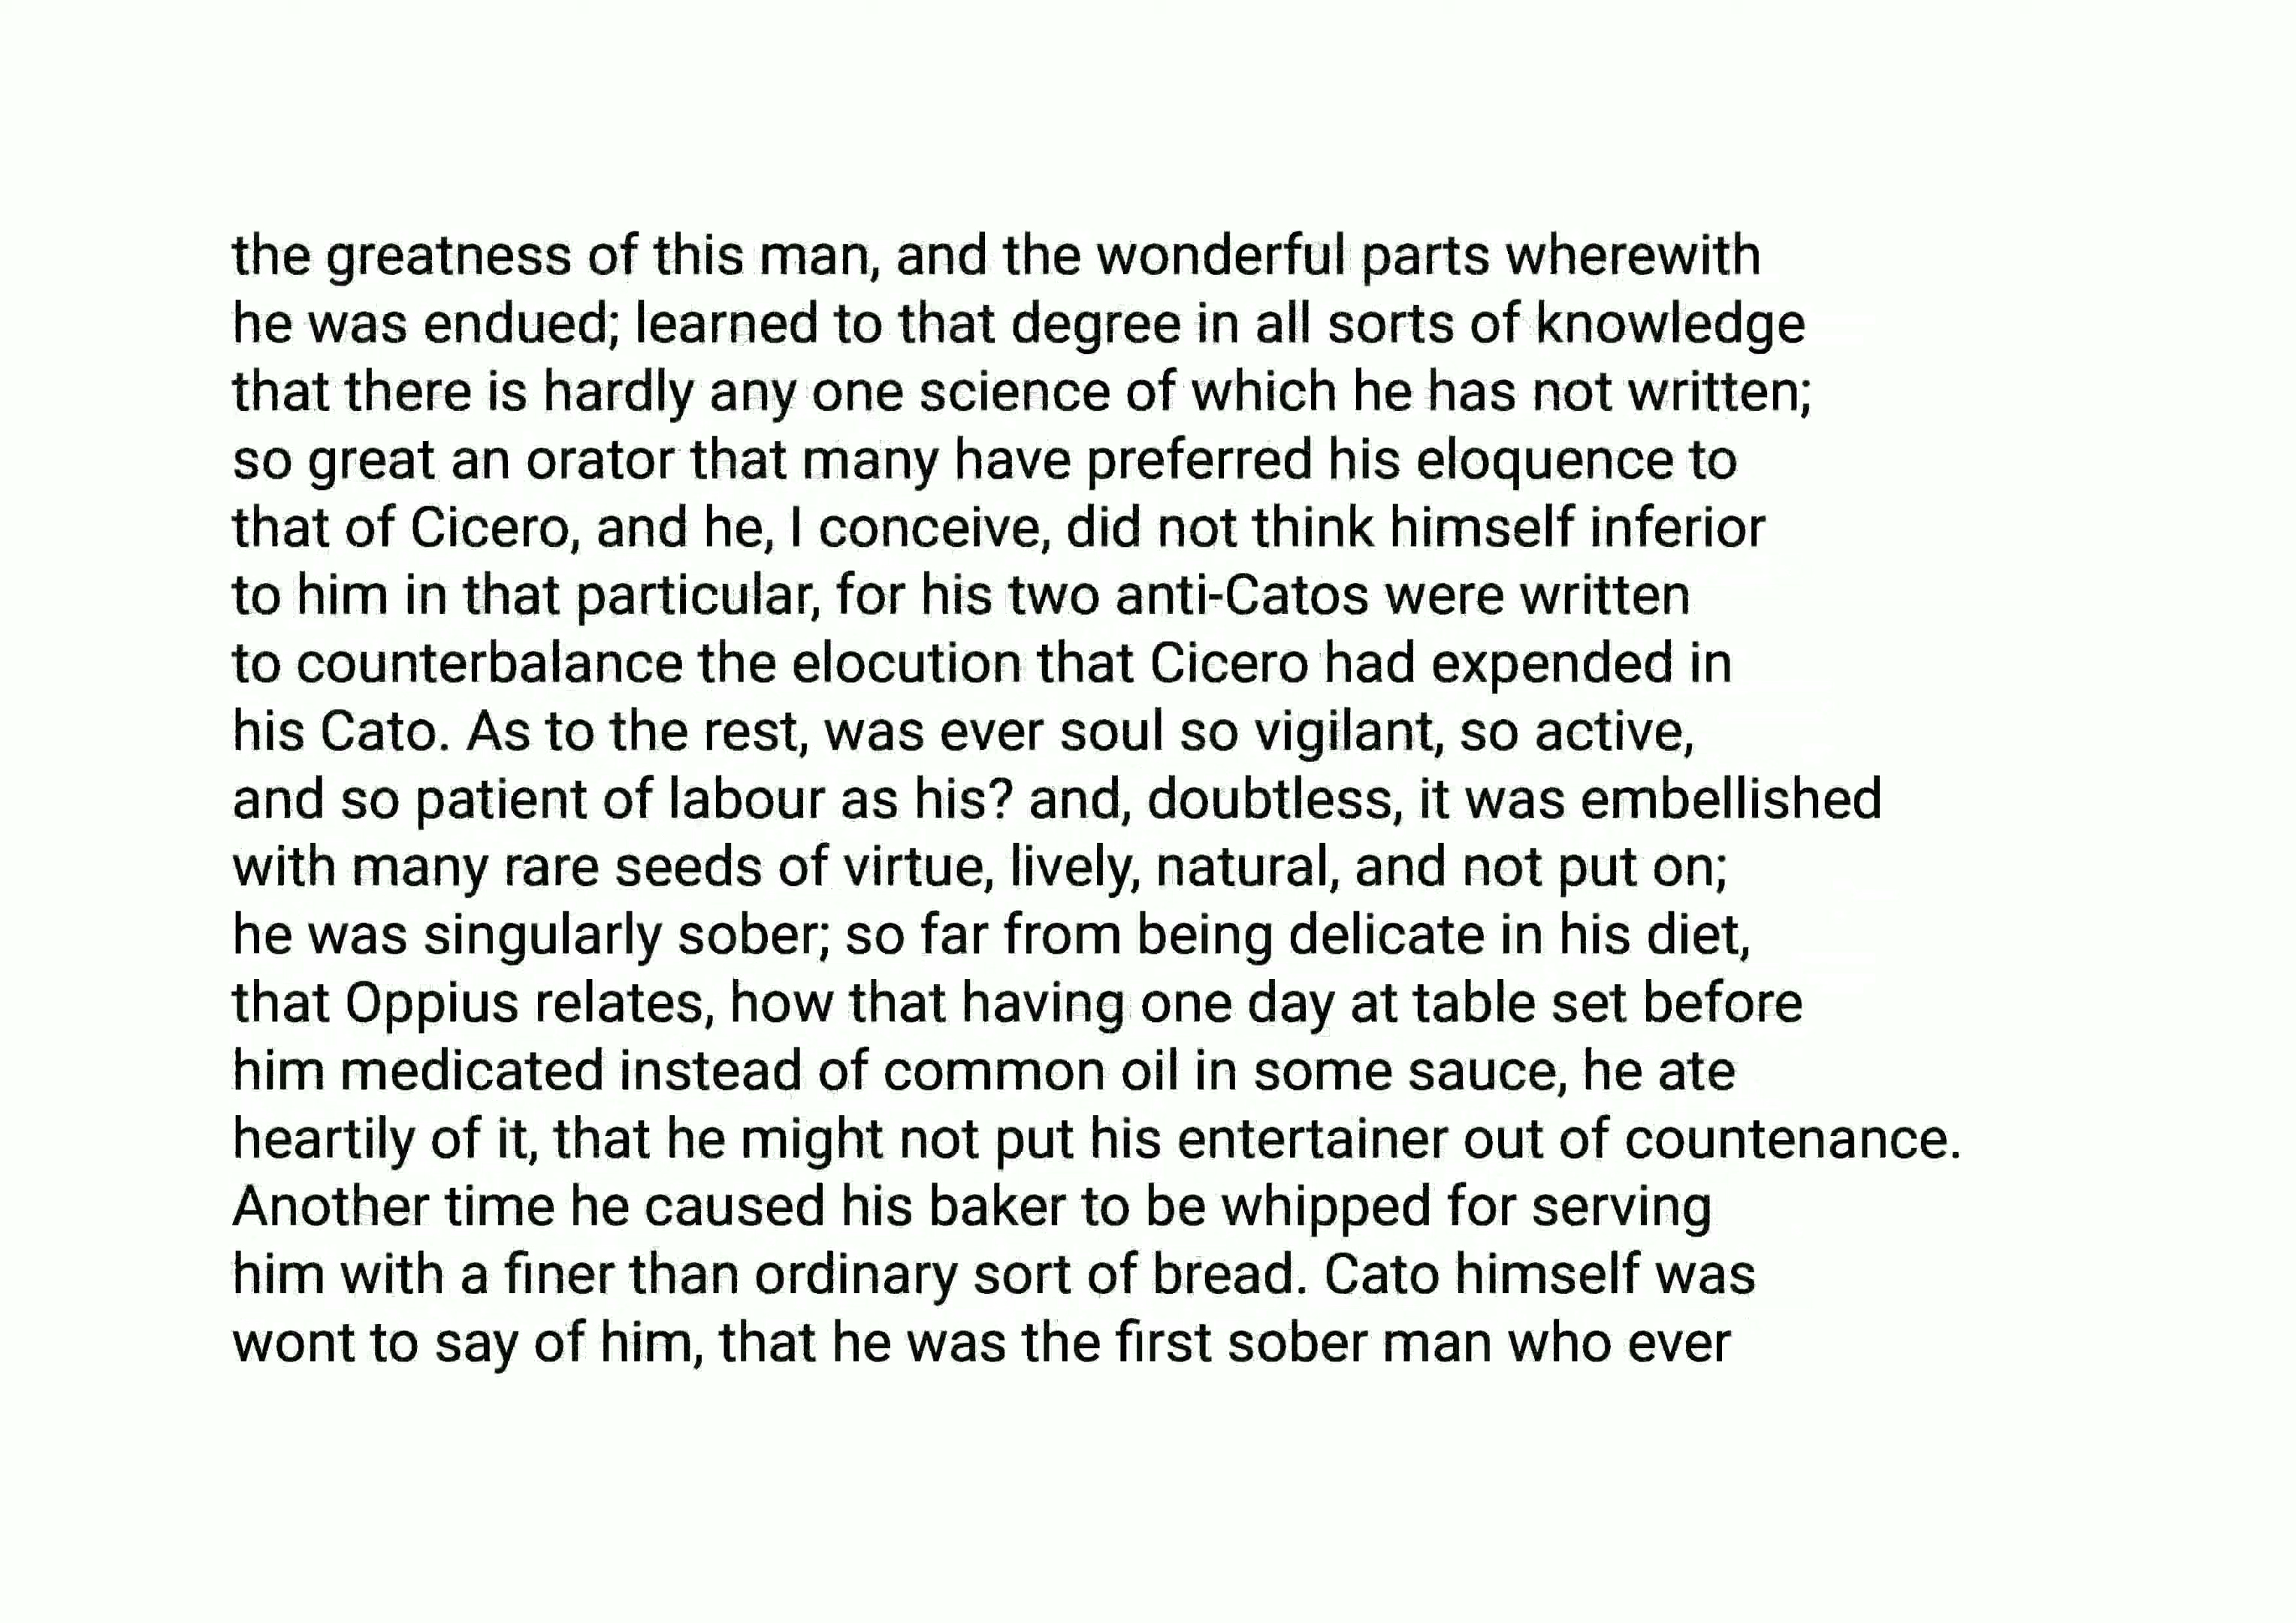 the greatness of this man, and the wonderful parts wherewith
he was endued; learned to that degree in all sorts of knowledge
that there is hardly any one science of which he has not written;
so great an orator that many have preferred his eloquence to
that of Cicero, and he, I conceive, did not think himself inferior
to him in that particular, for his two anti-Catos were written
to counterbalance the elocution that Cicero had expended in
his Cato. As to the rest, was ever soul so vigilant, so active,
and so patient of labour as his? and, doubtless, it was embellished
with many rare seeds of virtue, lively, natural, and not put on;
he was singularly sober; so far from being delicate in his diet,
that Oppius relates, how that having one day at table set before
him medicated instead of common oil in some sauce, he ate
heartily of it, that he might not put his entertainer out of countenance.
Another time he caused his baker to be whipped for serving
him with a finer than ordinary sort of bread. Cato himself was
wont to say of him, that he was the first sober man who ever